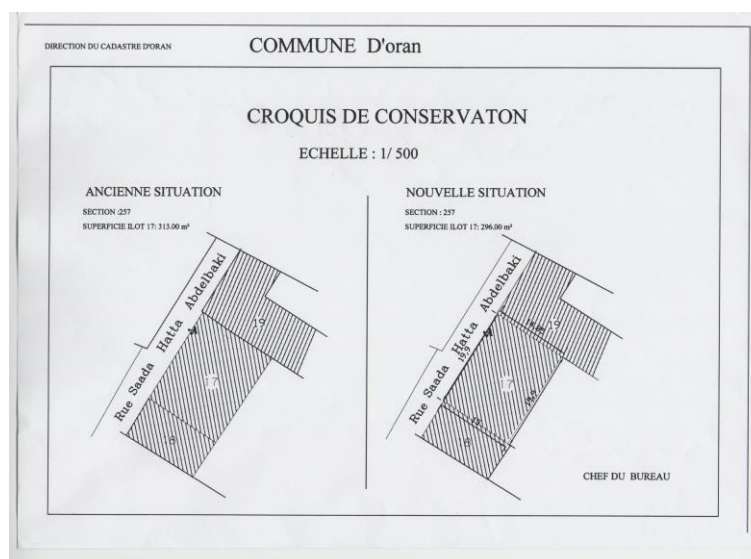 DIRECTION DU CADASTRE D'ORAN
COMMUNE D'oran
CROQUIS DE CONSERVATON
ECHELLE : 1/ 500
ANCIENNE SITUATION
SECTION :257
SUPERFICIE ILOT 17: 313.00 m²
Rue Saada Hatta Abdelbaki
19
17
18
NOUVELLE SITUATION
SECTION : 257
SUPERFICIE ILOT 17: 296.00 m²
Rue Saada Hatta Abdelbaki
19
19,9
17
18
CHEF DU BUREAU